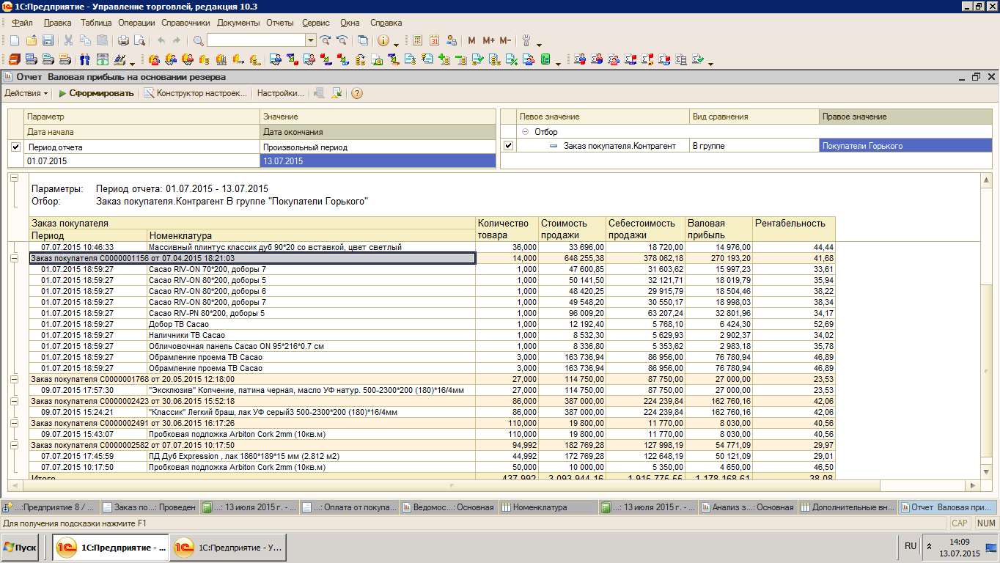 1С:Предприятие - Управление торговлей, редакция 10.3
Файл Правка Таблица Операции Справочники Документы Отчеты Сервис Окна Справка
M M+ M-
Отчет Валовая прибыль на основании резерва
Действия Сформировать Конструктор настроек... Настройки...
Параметр Значение Левое значение Вид сравнения Правое значение
Дата начала Дата окончания Отбор
Период отчета Произвольный период Заказ покупателя.Контрагент В группе Покупатели Горького
01.07.2015 13.07.2015
Параметры: Период отчета: 01.07.2015 - 13.07.2015
Отбор: Заказ покупателя.Контрагент В группе "Покупатели Горького"
Заказ покупателя Количество товара Стоимость продажи Себестоимость продажи Валовая прибыль Рентабельность
Период Номенклатура
07.07.2015 10:46:33 Массивный плинтус классик дуб 90*20 со вставкой, цвет светлый 36,000 33 696,00 18 720,00 14 976,00 44,44
Заказ покупателя С0000001156 от 07.04.2015 18:21:03 14,000 648 255,38 378 062,18 270 193,20 41,68
01.07.2015 18:59:27 Cacao RIV-ON 70*200, доборы 7 1,000 47 600,85 31 603,62 15 997,23 33,61
01.07.2015 18:59:27 Cacao RIV-ON 80*200, доборы 5 1,000 50 141,50 32 121,71 18 019,79 35,94
01.07.2015 18:59:27 Cacao RIV-ON 80*200, доборы 6 1,000 48 420,25 29 915,79 18 504,46 38,22
01.07.2015 18:59:27 Cacao RIV-ON 80*200, доборы 7 1,000 49 548,20 30 550,17 18 998,03 38,34
01.07.2015 18:59:27 Cacao RIV-PN 80*200, доборы 5 1,000 96 009,20 63 207,24 32 801,96 34,17
01.07.2015 18:59:27 Добор ТВ Cacao 1,000 12 192,40 5 768,10 6 424,30 52,69
01.07.2015 18:59:27 Наличники ТВ Cacao 1,000 8 532,30 5 629,93 2 902,37 34,02
01.07.2015 18:59:27 Обличовочная панель Cacao ON 95*216*0.7 см 1,000 8 336,80 5 353,62 2 983,18 35,78
01.07.2015 18:59:27 Обрамление проема ТВ Cacao 3,000 163 736,94 86 956,00 76 780,94 46,89
01.07.2015 18:59:27 Обрамление проема ТВ Cacao 3,000 163 736,94 86 956,00 76 780,94 46,89
Заказ покупателя С0000001768 от 20.05.2015 12:18:00 27,000 114 750,00 87 750,00 27 000,00 23,53
09.07.2015 17:57:30 "Эксклюзив" Копчение, патина черная, масло УФ натур. 500-2300*200 (180)*16/4мм 27,000 114 750,00 87 750,00 27 000,00 23,53
Заказ покупателя С0000002423 от 30.06.2015 15:52:18 86,000 387 000,00 224 239,84 162 760,16 42,06
09.07.2015 15:24:21 "Классик" Легкий браш, лак УФ серый3 500-2300*200 (180)*16/4мм 86,000 387 000,00 224 239,84 162 760,16 42,06
Заказ покупателя С0000002491 от 30.06.2015 16:17:26 110,000 19 800,00 11 770,00 8 030,00 40,56
09.07.2015 15:43:07 Пробковая подложка Arbiton Cork 2mm (10кв.м) 110,000 19 800,00 11 770,00 8 030,00 40,56
Заказ покупателя С0000002582 от 07.07.2015 10:17:50 94,992 182 769,28 127 998,19 54 771,09 29,97
07.07.2015 17:45:59 ПД Дуб Expression , лак 1860*189*15 мм (2.812 м2) 44,992 172 769,28 122 648,19 50 121,09 29,01
07.07.2015 10:17:50 Пробковая подложка Arbiton Cork 2mm (10кв.м) 50,000 10 000,00 5 350,00 4 650,00 46,50
Итого 437,992 3 093 944,16 1 915 775,55 1 178 168,61 38,08
...:Предприятие 8 / ... Заказ по...: Проведен ...: 13 июля 2015 г. - ... ...: Оплата от покупа... Ведомос...: Основная Номенклатура ...: 13 июля 2015 г. - ... Анализ з...: Основная Дополнительные вн... Отчет Валовая при...
Для получения подсказки нажмите F1 CAP NUM
Пуск 1С:Предприятие - ... 1С:Предприятие - У... RU 14:09
13.07.2015